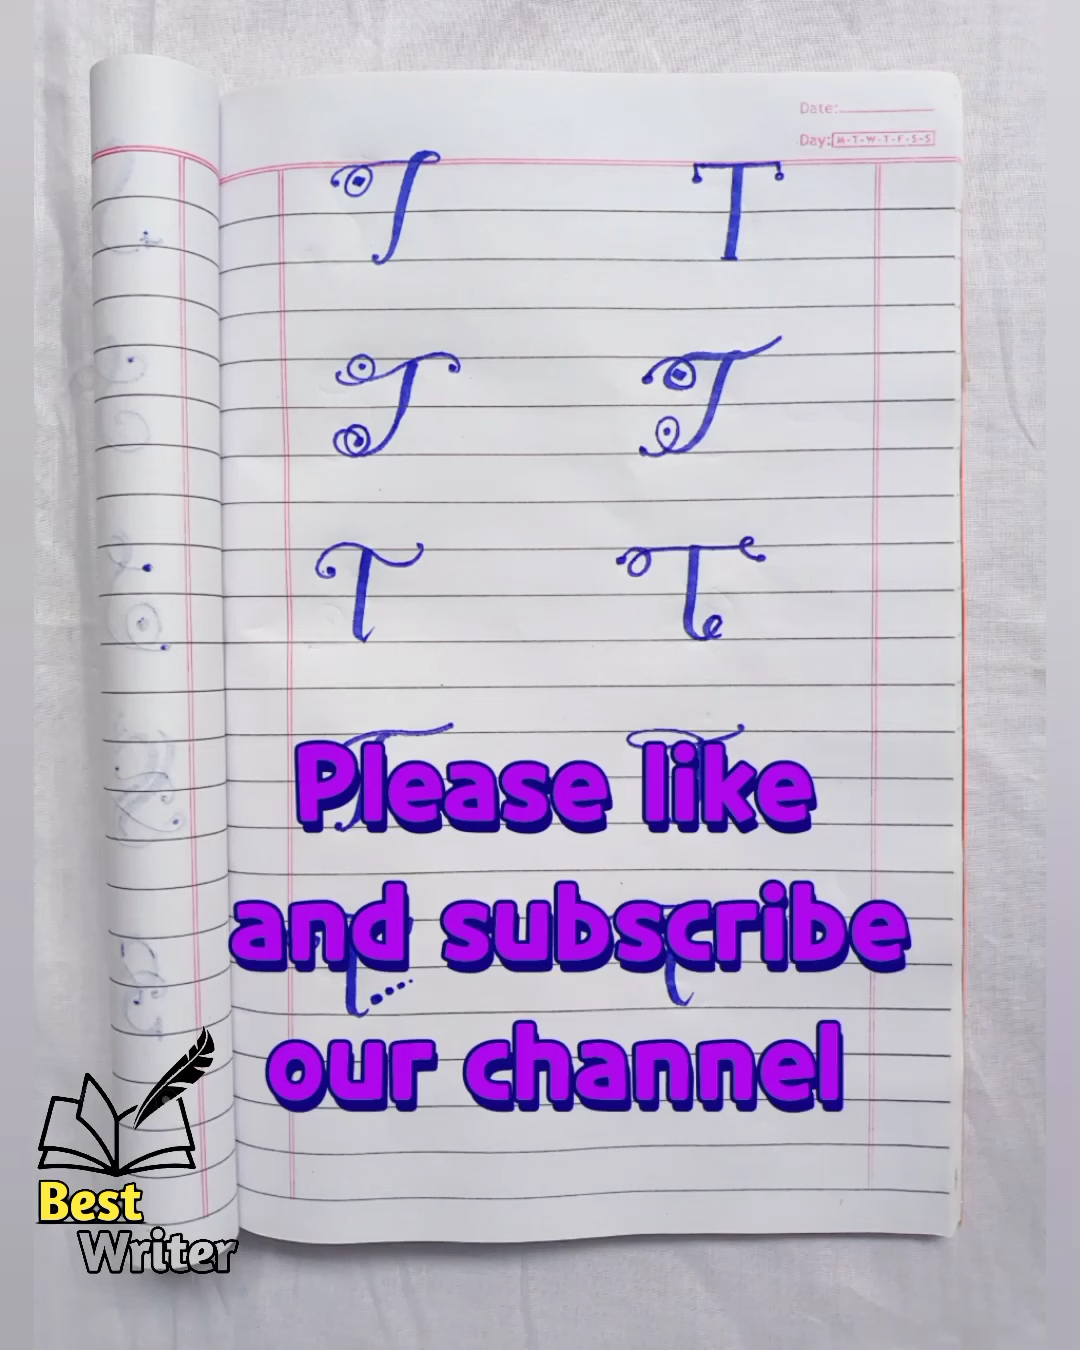 Date:
Day: M-T-W-T-F-S-S
T T
T T
T T
T T
Please like
and subscribe
our channel
T T
Best
Writer